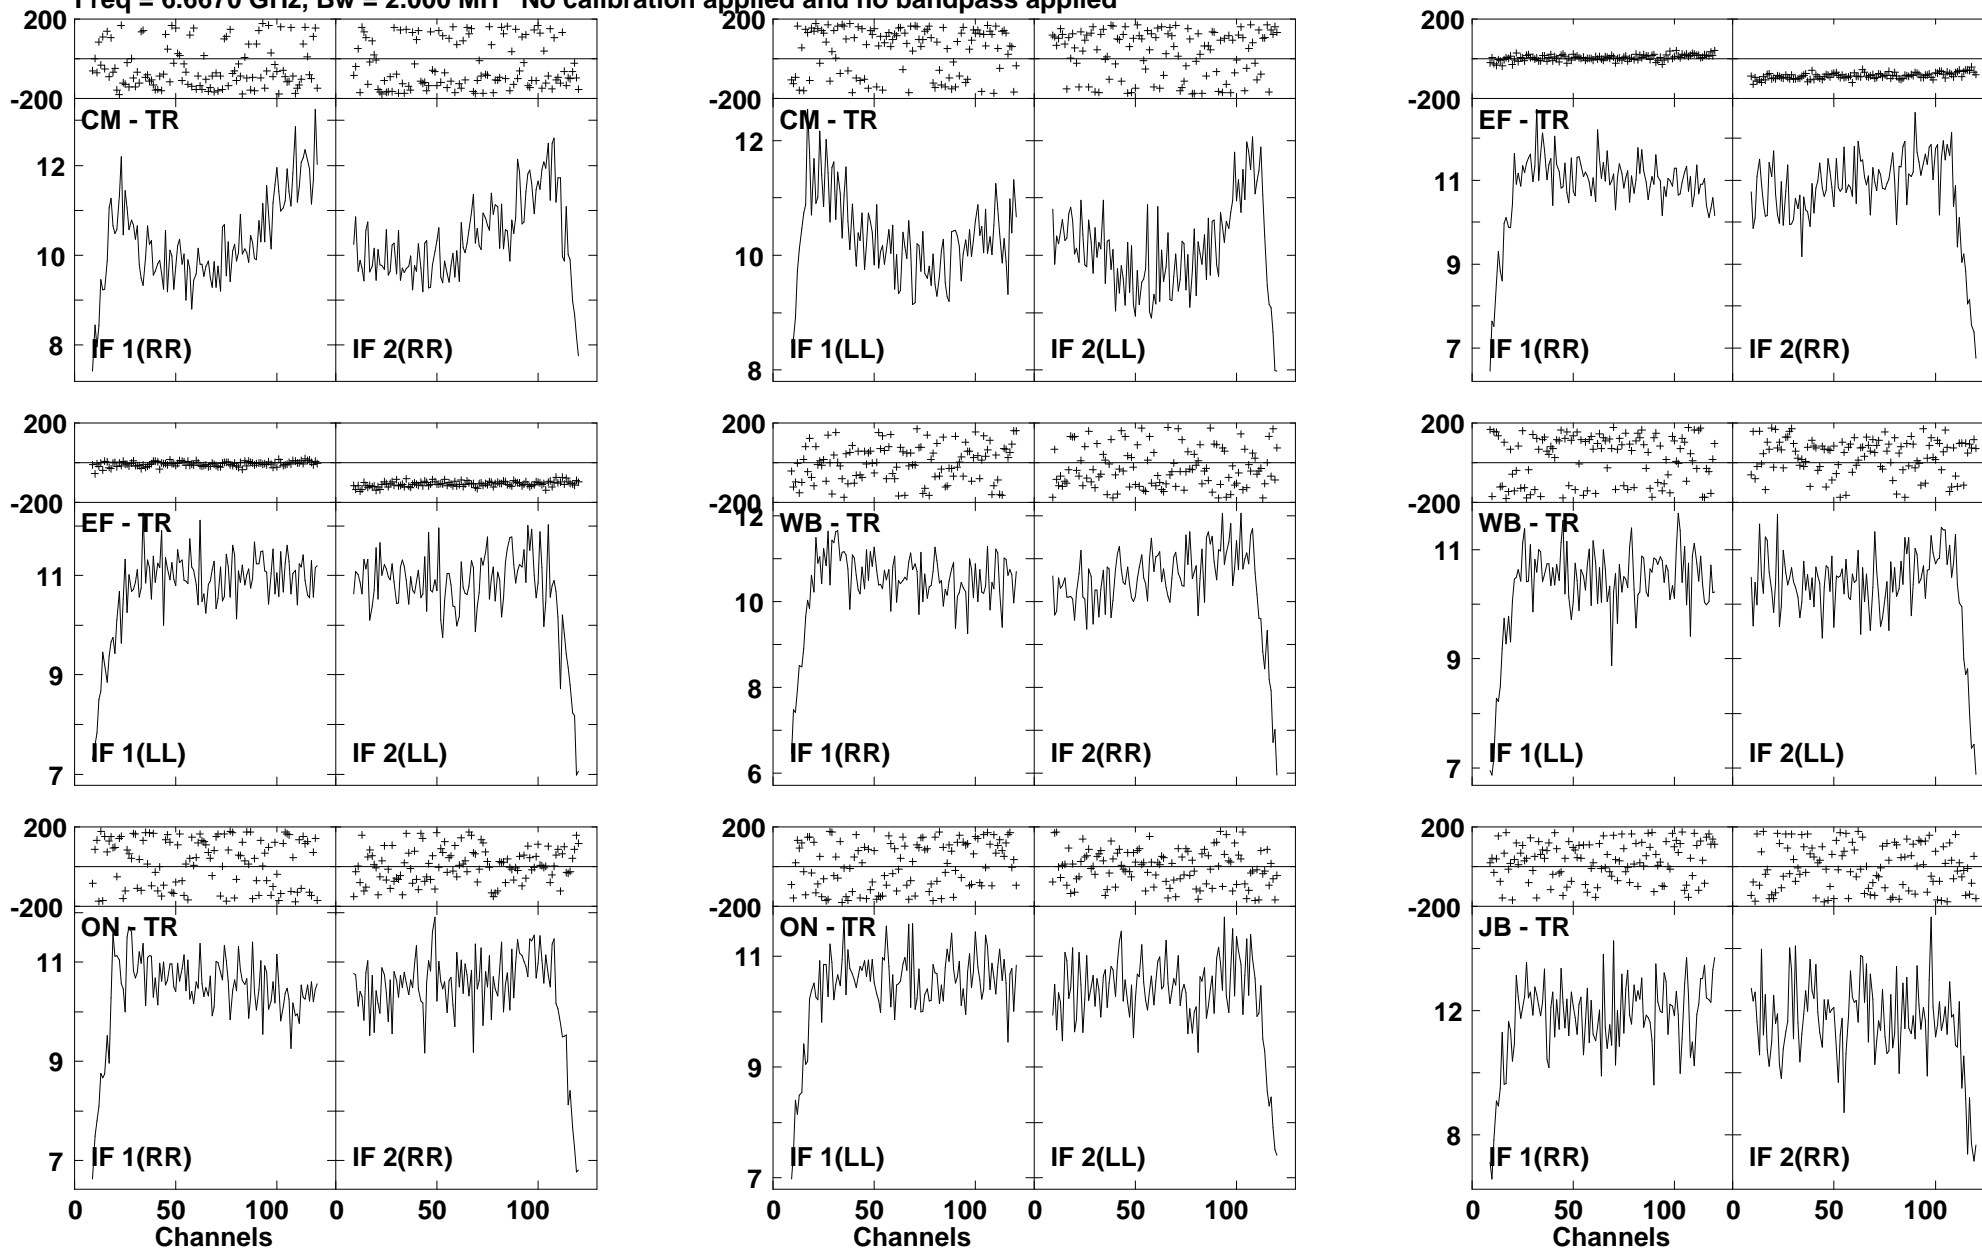 Freq = 6.6670 GHz, Bw = 2.000 MH No calibration applied and no bandpass applied
200 200 200
-200 -200 -200
CM - TR CM - TR EF - TR
12 12 11
10 10 9
8 8 7
IF 1(RR) IF 2(RR) IF 1(LL) IF 2(LL) IF 1(RR) IF 2(RR)
200 200 200
-200 -200 -200
EF - TR WB - TR WB - TR
11 12 11
9 10 9
7 8 7
6
IF 1(LL) IF 2(LL) IF 1(RR) IF 2(RR) IF 1(LL) IF 2(LL)
200 200 200
-200 -200 -200
ON - TR ON - TR JB - TR
11 11 12
9 9 8
7 7
IF 1(RR) IF 2(RR) IF 1(LL) IF 2(LL) IF 1(RR) IF 2(RR)
0 50 100 0 50 100 0 50 100 0 50 100 0 50 100 0 50 100
Channels Channels Channels